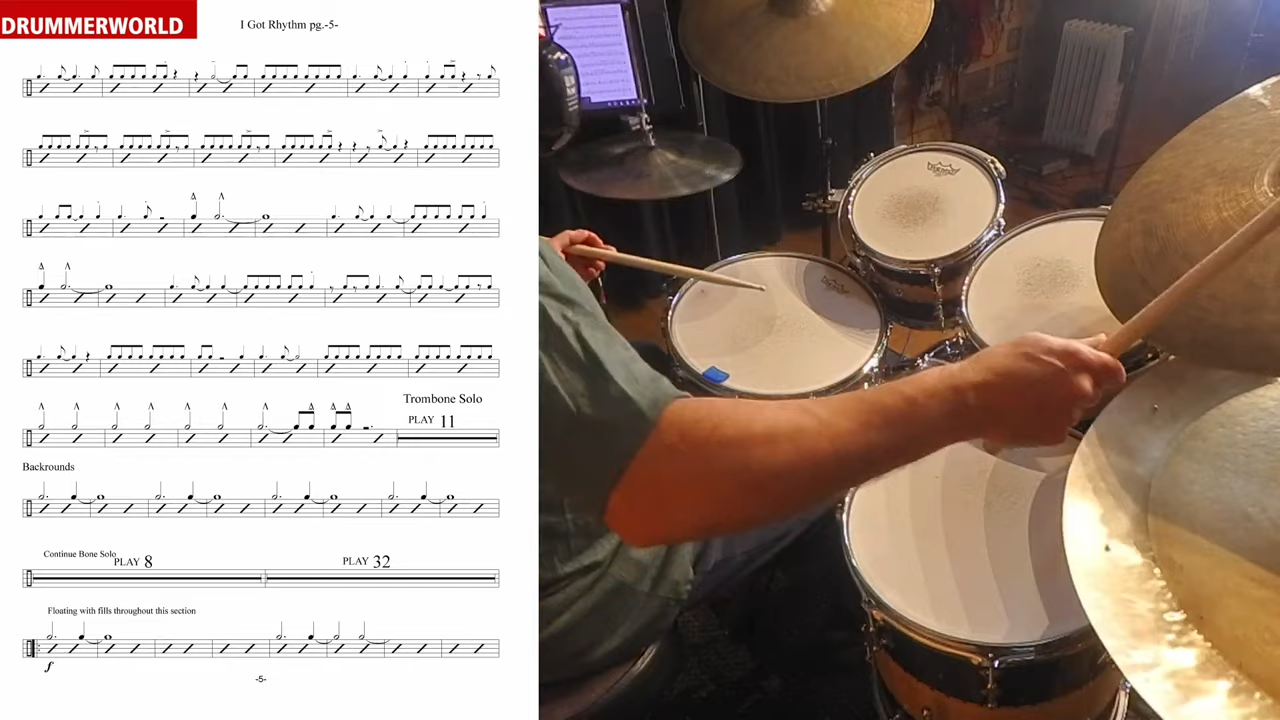 DRUMMERWORLD
I Got Rhythm pg.-5-
Trombone Solo
PLAY 11
Backrounds
Continue Bone Solo
PLAY 8
PLAY 32
Floating with fills throughout this section
f
-5-